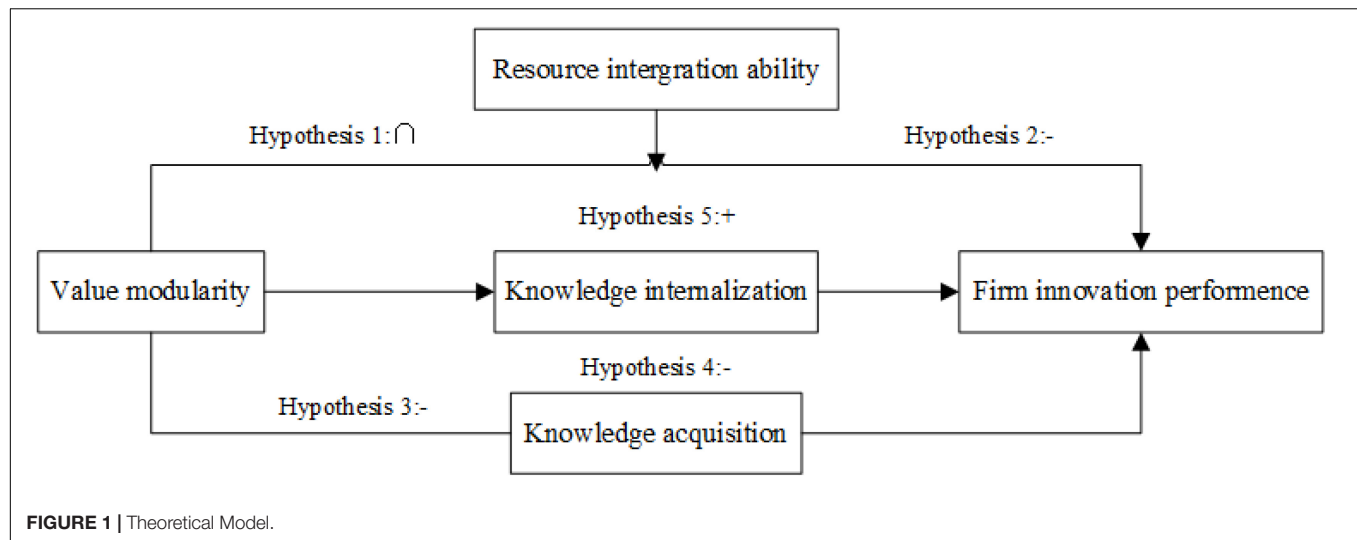 Resource intergration ability
Hypothesis 1:∩
Hypothesis 2:-
Hypothesis 5:+
Value modularity
Knowledge internalization
Firm innovation performence
Hypothesis 4:-
Hypothesis 3:-
Knowledge acquisition
FIGURE 1 | Theoretical Model.